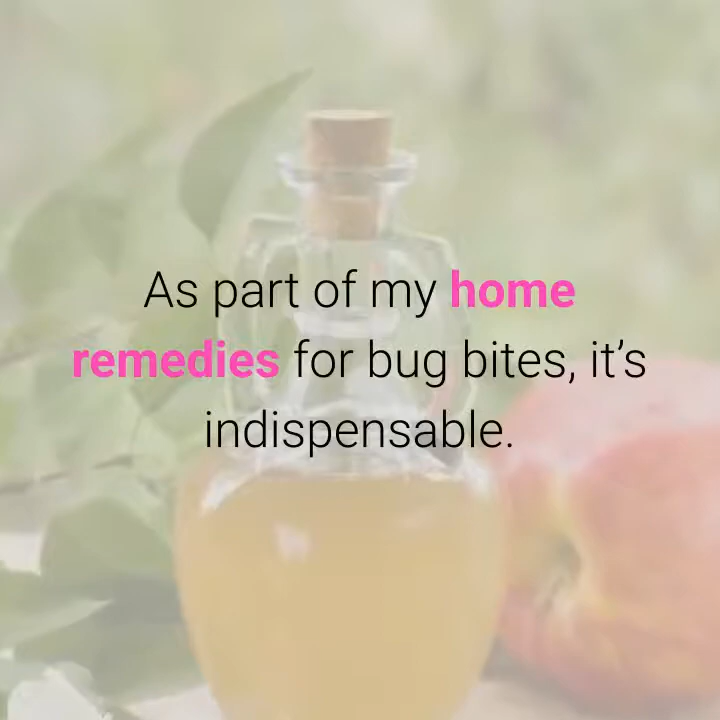 As part of my home
remedies for bug bites, it’s
indispensable.